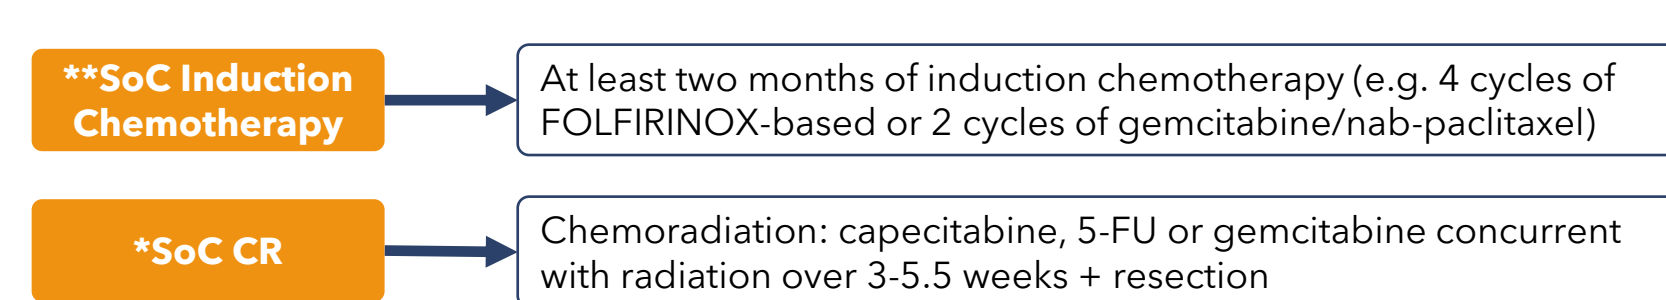 **SoC Induction
Chemotherapy
At least two months of induction chemotherapy (e.g. 4 cycles of
FOLFIRINOX-based or 2 cycles of gemcitabine/nab-paclitaxel)
*SoC CR
Chemoradiation: capecitabine, 5-FU or gemcitabine concurrent
with radiation over 3-5.5 weeks + resection